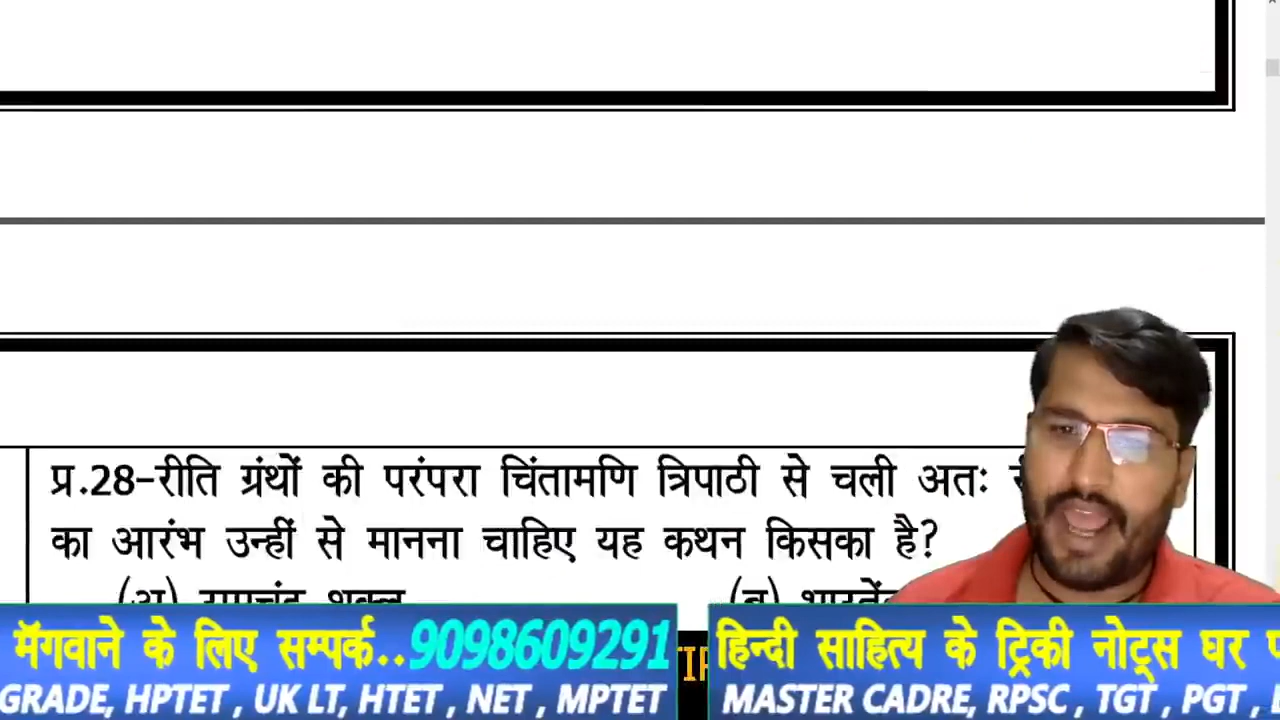 प्र.28-रीति ग्रंथों की परंपरा चिंतामणि त्रिपाठी से चली अतः
का आरंभ उन्हीं से मानना चाहिए यह कथन किसका है?
(अ) रामचंद्र शुक्ल (ब)
मॅगवाने के लिए सम्पर्क..9098609291 हिन्दी साहित्य के ट्रिकी नोट्स घर
GRADE, HPTET , UK LT, HTET , NET , MPTET MASTER CADRE, RPSC , TGT , PGT ,